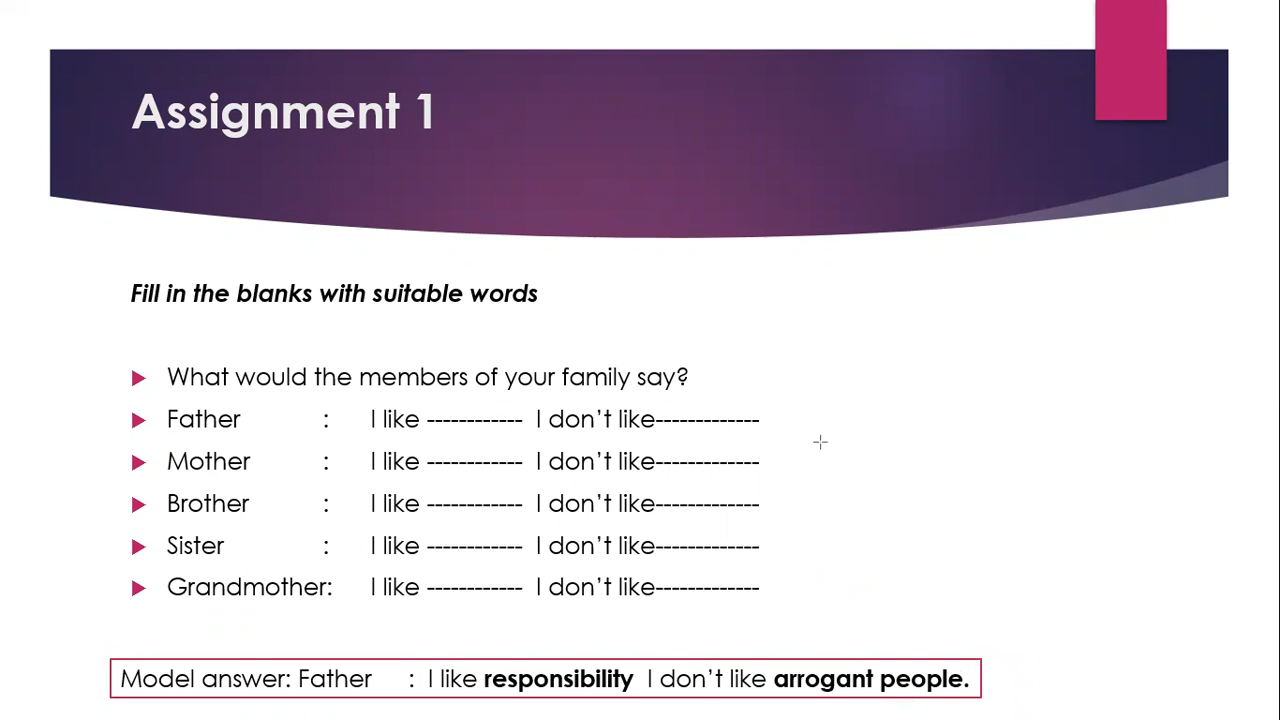 Assignment 1
Fill in the blanks with suitable words
What would the members of your family say?
Father : I like ------------ I don’t like-------------
Mother : I like ------------ I don’t like-------------
Brother : I like ------------ I don’t like-------------
Sister : I like ------------ I don’t like-------------
Grandmother: I like ------------ I don’t like-------------
Model answer: Father : I like responsibility I don’t like arrogant people.